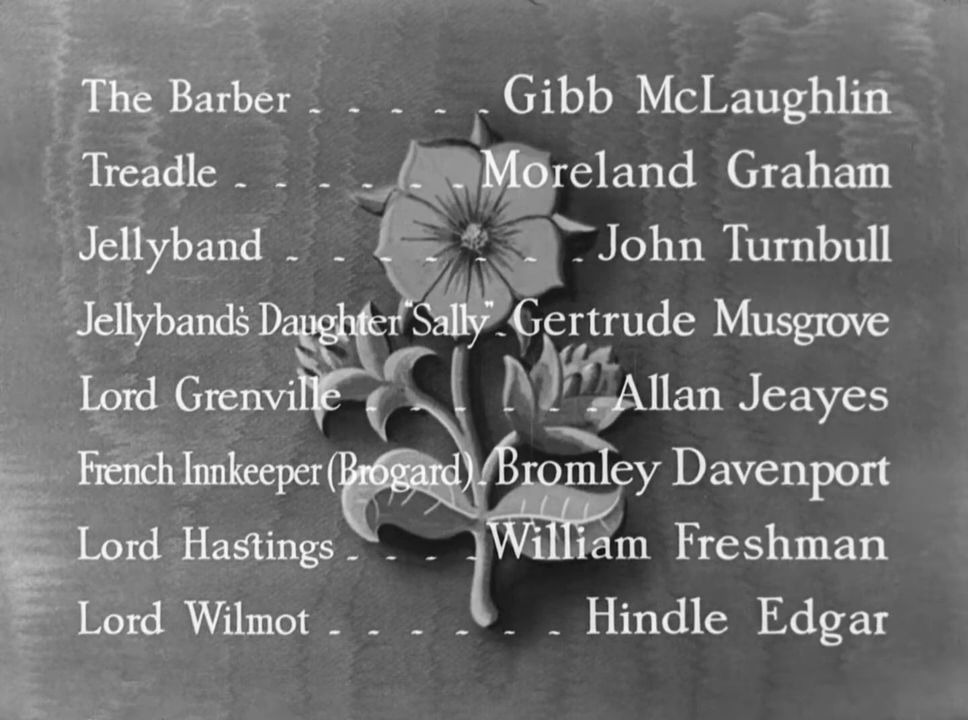 The Barber - - - - - Gibb McLaughlin
Treadle - - - - - - Moreland Graham
Jellyband - - - - - - - - John Turnbull
Jellyband's Daughter "Sally" - Gertrude Musgrove
Lord Grenville - - - - - - Allan Jeayes
French Innkeeper (Brogard) - Bromley Davenport
Lord Hastings - - - - William Freshman
Lord Wilmot - - - - - - Hindle Edgar